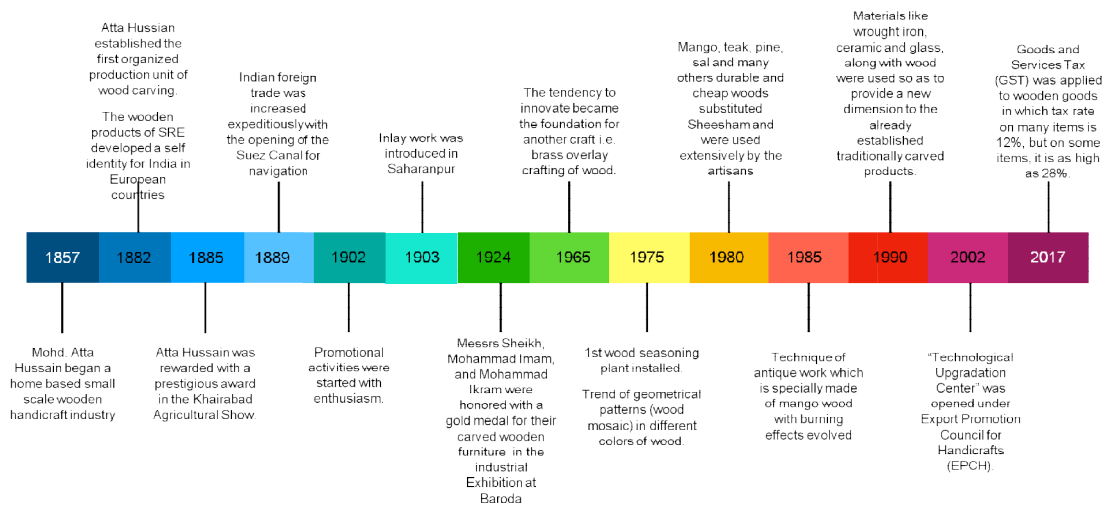 Atta Hussian
established the
first organized
production unit of
wood carving.
The wooden
products of SRE
developed a self
identity for India in
European
countries
Indian foreign
trade was
increased
expeditiously with
the opening of the
Suez Canal for
navigation
Inlay work was
introduced in
Saharanpur
The tendency to
innovate became
the foundation for
another craft i.e.
brass overlay
crafting of wood.
Mango, teak, pine,
sal and many
others durable and
cheap woods
substituted
Sheesham and
were used
extensively by the
artisans
Materials like
wrought iron,
ceramic and glass,
along with wood
were used so as to
provide a new
dimension to the
already
established
traditionally carved
products.
Goods and
Services Tax
(GST) was applied
to wooden goods
in which tax rate
on many items is
12%, but on some
items, it is as high
as 28%.
1857 1882 1885 1889 1902 1903 1924 1965 1975 1980 1985 1990 2002 2017
Mohd. Atta
Hussain began a
home based small
scale wooden
handicraft industry
Atta Hussain was
rewarded with a
prestigious award
in the Khairabad
Agricultural Show.
Promotional
activities were
started with
enthusiasm.
Messrs Sheikh,
Mohammad Imam,
and Mohammad
Ikram were
honored with a
gold medal for their
carved wooden
furniture in the
industrial
Exhibition at
Baroda
1st wood seasoning
plant installed.
Trend of geometrical
patterns (wood
mosaic) in different
colors of wood.
Technique of
antique work which
is specially made
of mango wood
with burning
effects evolved
“Technological
Upgradation
Center” was
opened under
Export Promotion
Council for
Handicrafts
(EPCH).